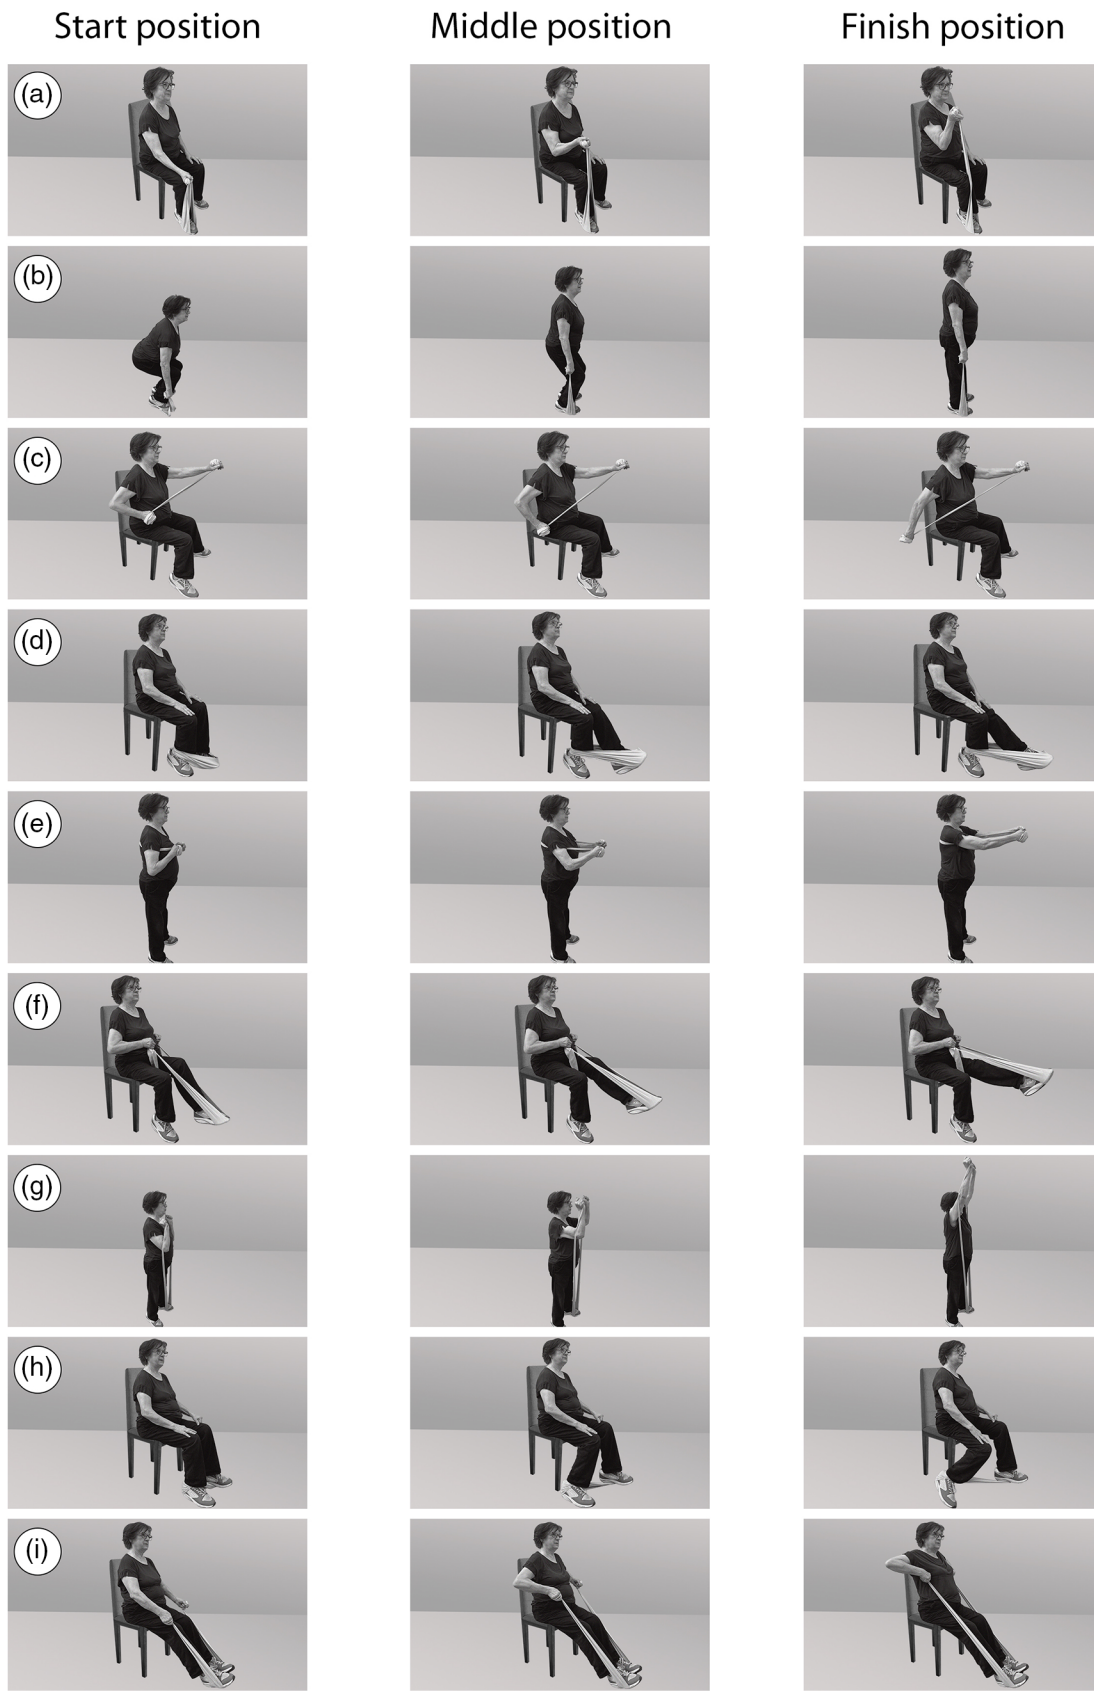 Start position
Middle position
Finish position
(a)
(b)
(c)
(d)
(e)
(f)
(g)
(h)
(i)